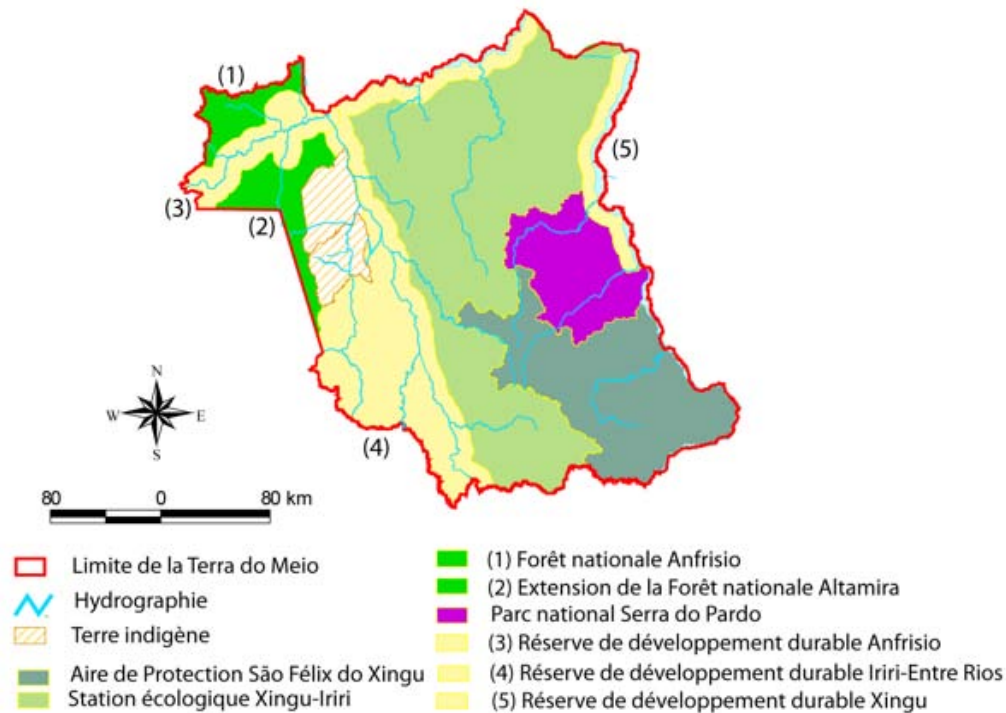 (1)
(5)
(3)
(2)
(4)
N
W E
S
80 0 80 km
Limite de la Terra do Meio
Hydrographie
Terre indigène
Aire de Protection São Félix do Xingu
Station écologique Xingu-Iriri
(1) Forêt nationale Anfrisio
(2) Extension de la Forêt nationale Altamira
Parc national Serra do Pardo
(3) Réserve de développement durable Anfrisio
(4) Réserve de développement durable Iriri-Entre Rios
(5) Réserve de développement durable Xingu